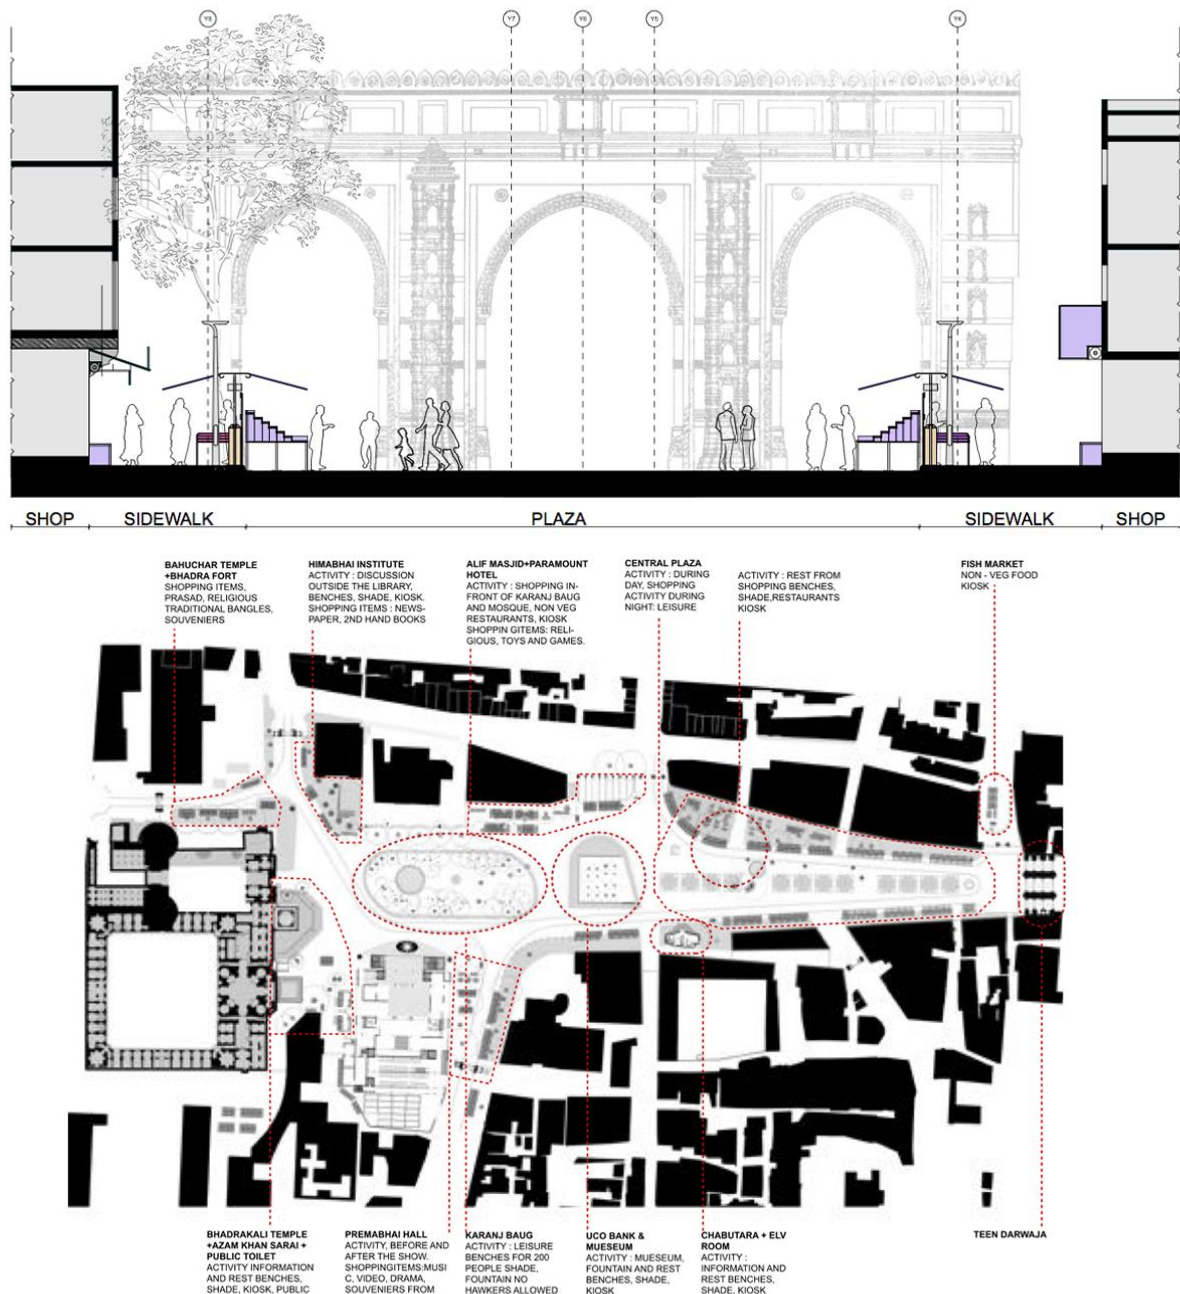 Y8
Y7
Y6
Y5
Y4
SHOP
SIDEWALK
PLAZA
SIDEWALK
SHOP
BAHUCHAR TEMPLE
+BHADRA FORT
SHOPPING ITEMS,
PRASAD, RELIGIOUS
TRADITIONAL BANGLES,
SOUVENIERS
HIMABHAI INSTITUTE
ACTIVITY : DISCUSSION
OUTSIDE THE LIBRARY,
BENCHES, SHADE, KIOSK.
SHOPPING ITEMS : NEWS-
PAPER, 2ND HAND BOOKS
ALIF MASJID+PARAMOUNT
HOTEL
ACTIVITY : SHOPPING IN-
FRONT OF KARANJ BAUG
AND MOSQUE, NON VEG
RESTAURANTS, KIOSK
SHOPPIN GITEMS: RELI-
GIOUS, TOYS AND GAMES.
CENTRAL PLAZA
ACTIVITY : DURING
DAY, SHOPPING
ACTIVITY DURING
NIGHT: LEISURE
ACTIVITY : REST FROM
SHOPPING BENCHES,
SHADE,RESTAURANTS
KIOSK
FISH MARKET
NON - VEG FOOD
KIOSK
BHADRAKALI TEMPLE
+AZAM KHAN SARAI +
PUBLIC TOILET
ACTIVITY INFORMATION
AND REST BENCHES,
SHADE, KIOSK, PUBLIC
PREMABHAI HALL
ACTIVITY, BEFORE AND
AFTER THE SHOW.
SHOPPINGITEMS:MUSI
C, VIDEO, DRAMA,
SOUVENIERS FROM
KARANJ BAUG
ACTIVITY : LEISURE
BENCHES FOR 200
PEOPLE SHADE,
FOUNTAIN NO
HAWKERS ALLOWED
UCO BANK &
MUESEUM
ACTIVITY : MUESEUM,
FOUNTAIN AND REST
BENCHES, SHADE,
KIOSK
CHABUTARA + ELV
ROOM
ACTIVITY :
INFORMATION AND
REST BENCHES,
SHADE, KIOSK
TEEN DARWAJA